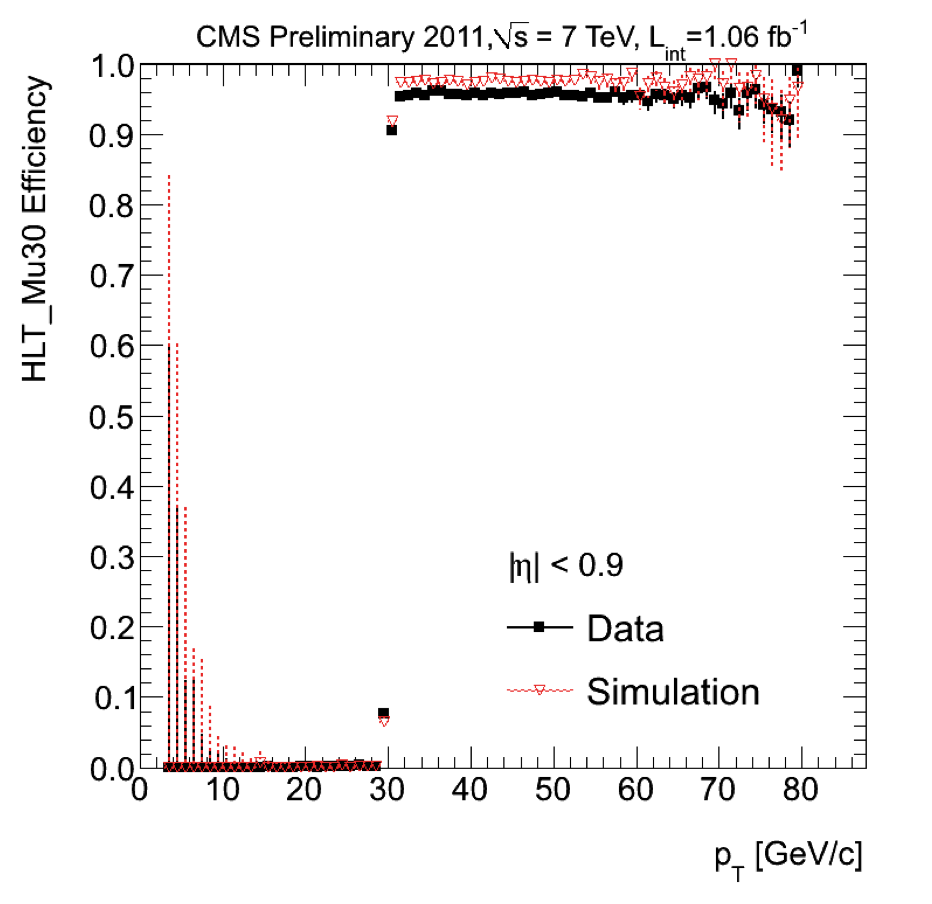 CMS Preliminary 2011,√s = 7 TeV, L_int=1.06 fb⁻¹
HLT_Mu30 Efficiency
1.0
0.9
0.8
0.7
0.6
0.5
0.4
0.3
0.2
0.1
0.0
|η| < 0.9
Data
Simulation
0 10 20 30 40 50 60 70 80
p_T [GeV/c]